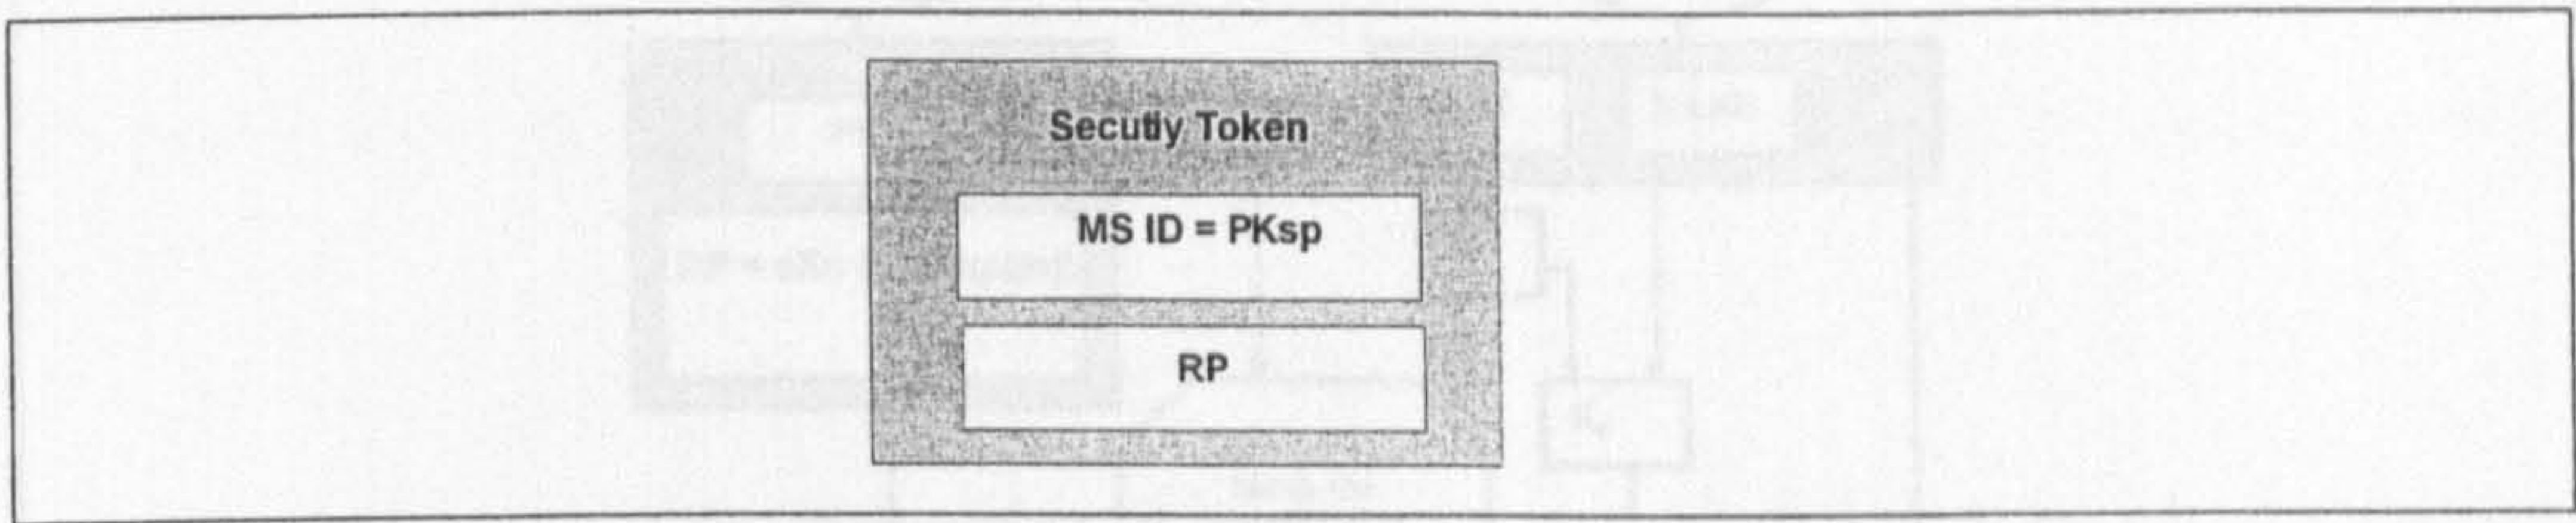 Secutiy Token
MS ID = PKsp
RP